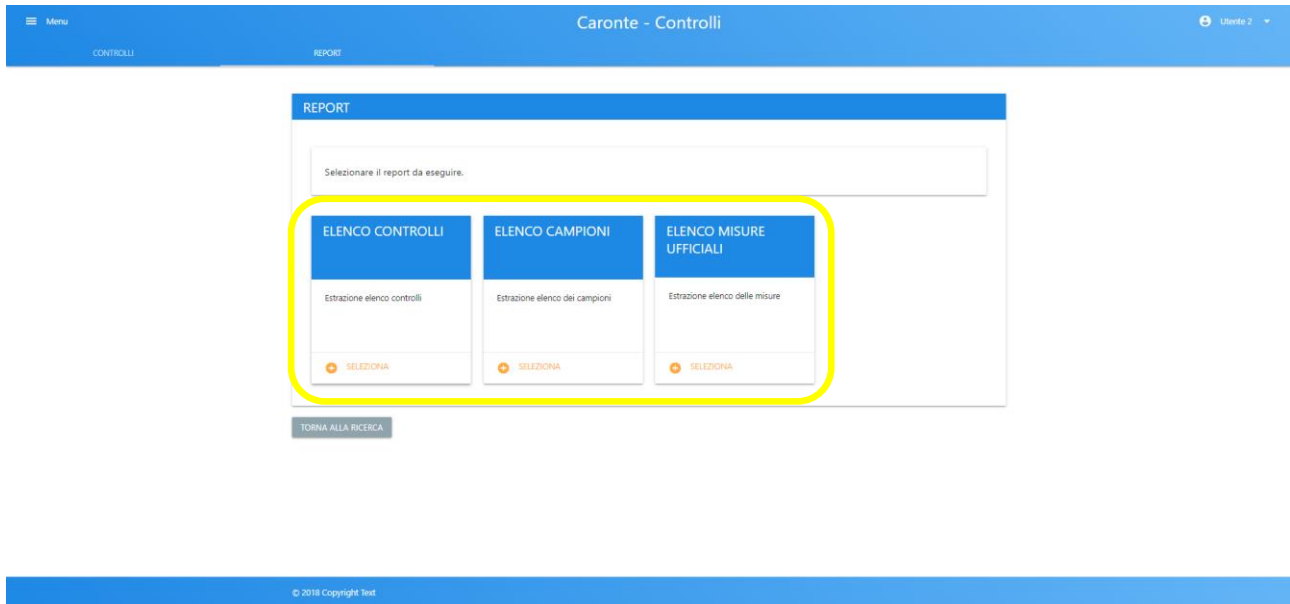 Menu
Caronte - Controlli
Utente 2
CONTROLLI
REPORT
REPORT
Selezionare il report da eseguire.
ELENCO CONTROLLI
Estrazione elenco controlli
SELEZIONA
ELENCO CAMPIONI
Estrazione elenco dei campioni
SELEZIONA
ELENCO MISURE
UFFICIALI
Estrazione elenco delle misure
SELEZIONA
TORNA ALLA RICERCA
© 2018 Copyright Text